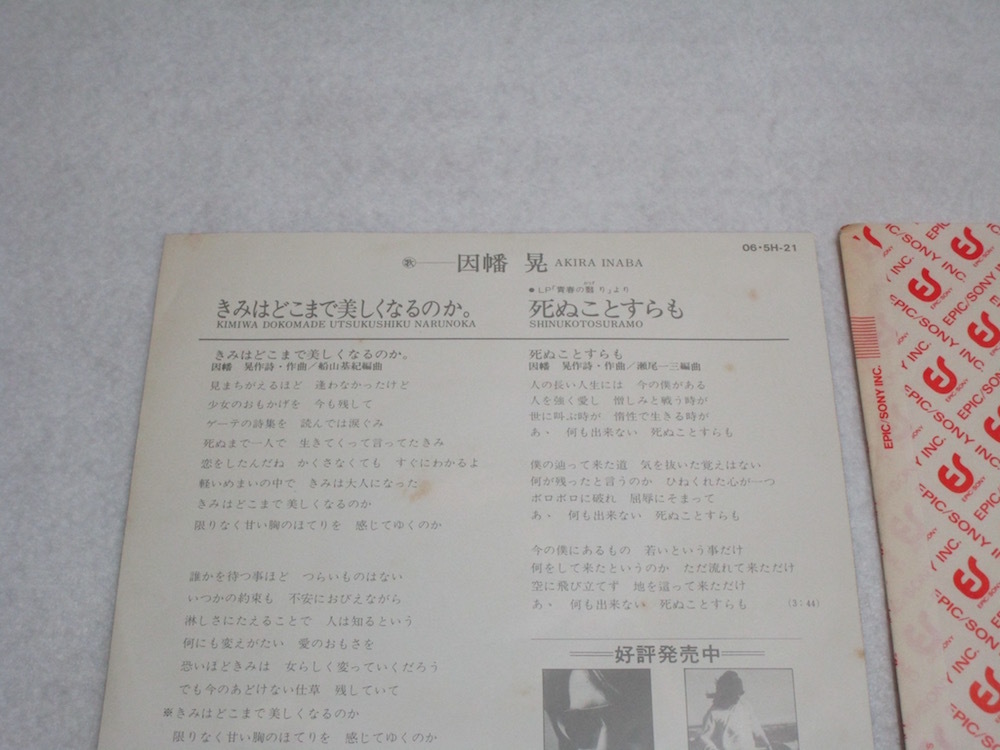 06・5H-21
歌――因幡 晃 AKIRA INABA
きみはどこまで美しくなるのか。
KIMIWA DOKOMADE UTSUKUSHIKU NARUNOKA
●LP「青春の翳り」より
死ぬことすらも
SHINUKOTOSURAMO
きみはどこまで美しくなるのか。
因幡 晃作詩・作曲/船山基紀編曲
見まちがえるほど 逢わなかったけど
少女のおもかげを 今も残して
ゲーテの詩集を 読んでは涙ぐみ
死ぬまで一人で 生きてくって言ってたきみ
恋をしたんだね かくさなくても すぐにわかるよ
軽いめまいの中で きみは大人になった
きみはどこまで美しくなるのか
限りなく甘い胸のほてりを 感じてゆくのか
誰かを待つ事ほど つらいものはない
いつかの約束も 不安におびえながら
淋しさにたえることで 人は知るという
何にも変えがたい 愛のおもさを
恐いほどきみは 女らしく変っていくだろう
でも今のあどけない仕草 残していて
※きみはどこまで美しくなるのか
限りなく甘い胸のほてりを 感じてゆくのか
死ぬことすらも
因幡 晃作詩・作曲/瀬尾一三編曲
人の長い人生には 今の僕がある
人を強く愛し 憎しみと戦う時が
世に叫ぶ時が 惰性で生きる時が
あゝ 何も出来ない 死ぬことすらも
僕の辿って来た道 気を抜いた覚えはない
何が残ったと言うのか ひねくれた心が一つ
ボロボロに破れ 屈辱にそまって
あゝ 何も出来ない 死ぬことすらも
今の僕にあるもの 若いという事だけ
何をして来たというのか ただ流れて来ただけ
空に飛び立てず 地を這って来ただけ
あゝ 何も出来ない 死ぬことすらも (3:44)
好評発売中
EPIC/SONY INC.
EPIC/SONY INC.
EPIC/SONY INC.
EPIC/SONY INC.
ES
EPIC/SONY